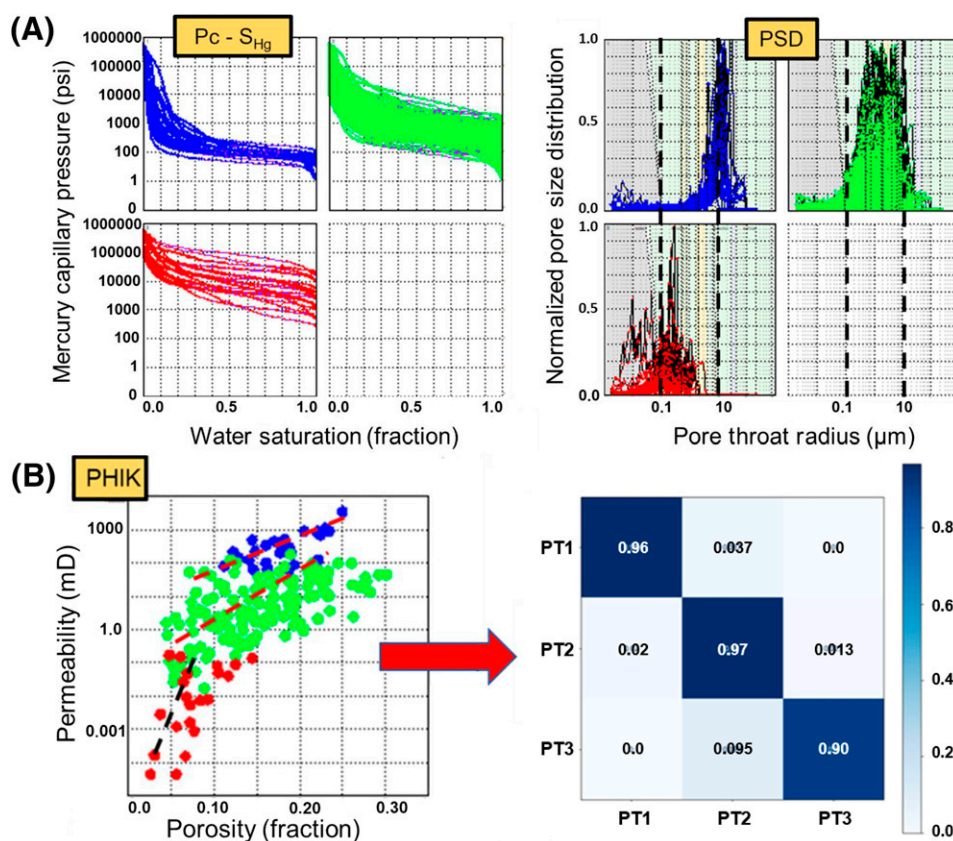 (A)
Pc - SHg
PSD
Mercury capillary pressure (psi)
1000000
100000
10000
1000
100
1
0
1000000
100000
10000
1000
100
1
0
0.0 0.5 1.0 0.0 0.5 1.0
Water saturation (fraction)
Normalized pore size distribution
1.0
0.5
0.0
1.0
0.5
0.0
0.1 10 0.1 10
Pore throat radius (µm)
(B)
PHIK
Permeability (mD)
1000
1.0
0.001
0.0 0.10 0.20 0.30
Porosity (fraction)
PT1 0.96 0.037 0.0
PT2 0.02 0.97 0.013
PT3 0.0 0.095 0.90
PT1 PT2 PT3
0.8
0.6
0.4
0.2
0.0